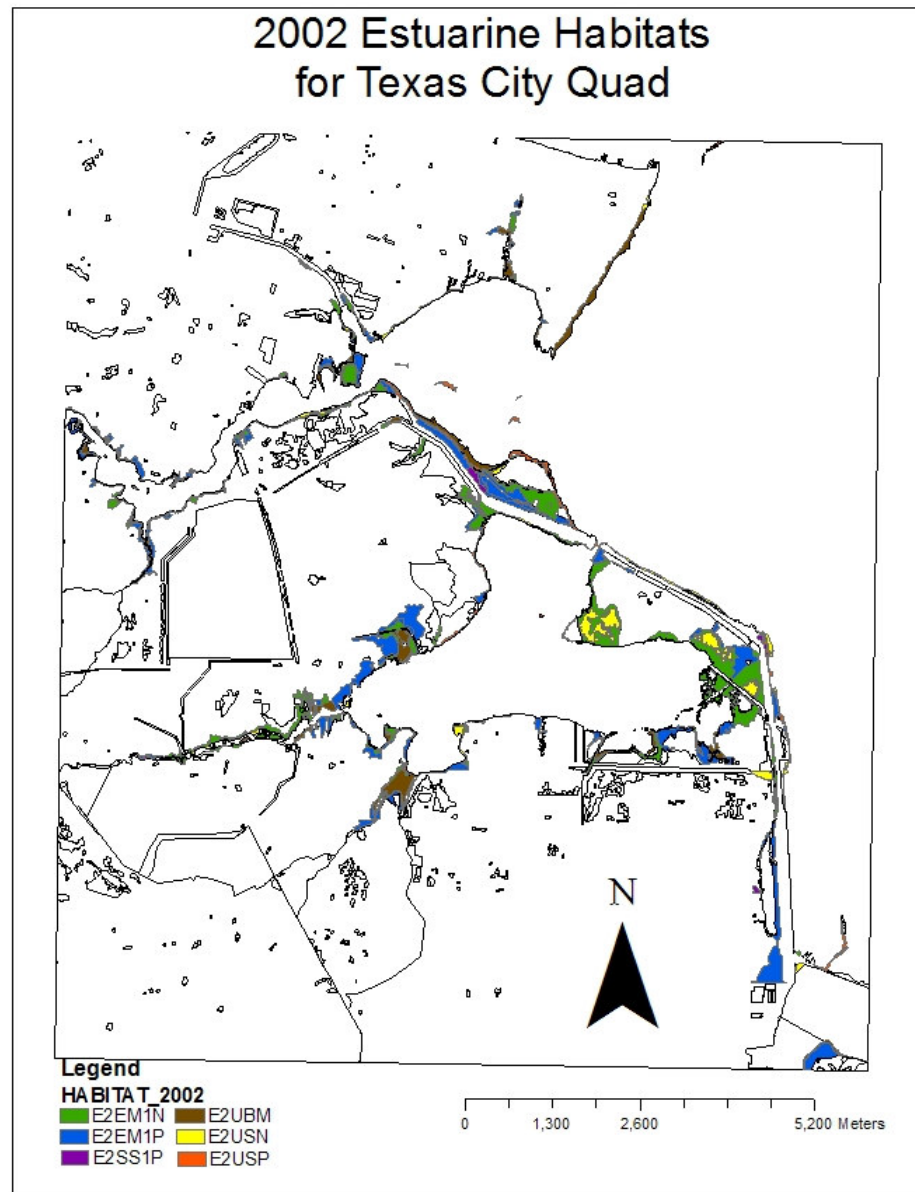 2002 Estuarine Habitats
for Texas City Quad
N
Legend
HABITAT_2002
E2EM1N E2UBM
E2EM1P E2USN
E2SS1P E2USP
0 1,300 2,600 5,200 Meters